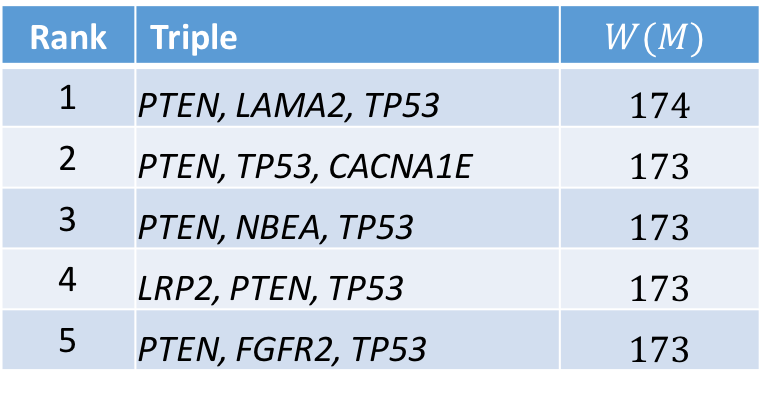 Rank Triple W(M)
1 PTEN, LAMA2, TP53 174
2 PTEN, TP53, CACNA1E 173
3 PTEN, NBEA, TP53 173
4 LRP2, PTEN, TP53 173
5 PTEN, FGFR2, TP53 173